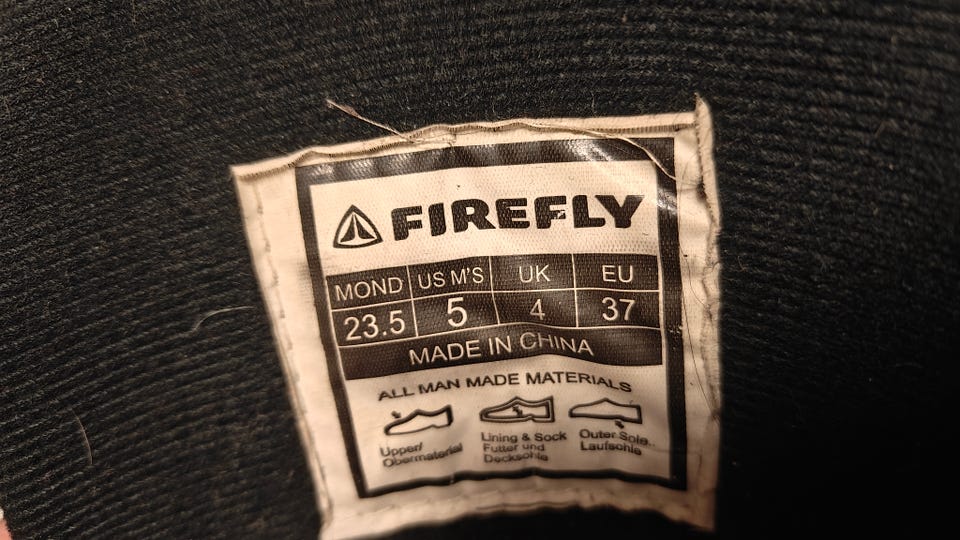 FIREFLY
MOND US M'S UK EU
23.5 5 4 37
MADE IN CHINA
ALL MAN MADE MATERIALS
Upper/ Lining & Sock Outer Sole..
Obermaterial Futter und Laufsohle
Decksohle